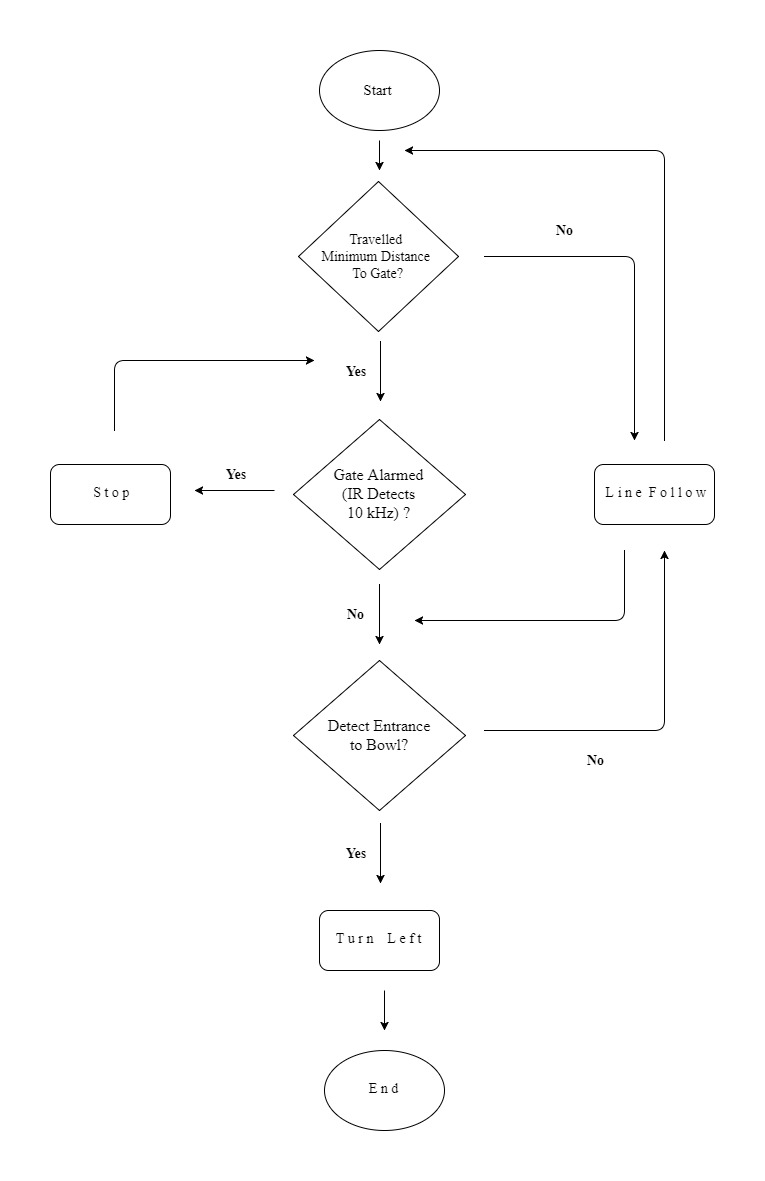 Start
Travelled
Minimum Distance
To Gate?
No
Yes
Gate Alarmed
(IR Detects
10 kHz) ?
Yes
Stop
Line Follow
No
Detect Entrance
to Bowl?
No
Yes
Turn Left
End